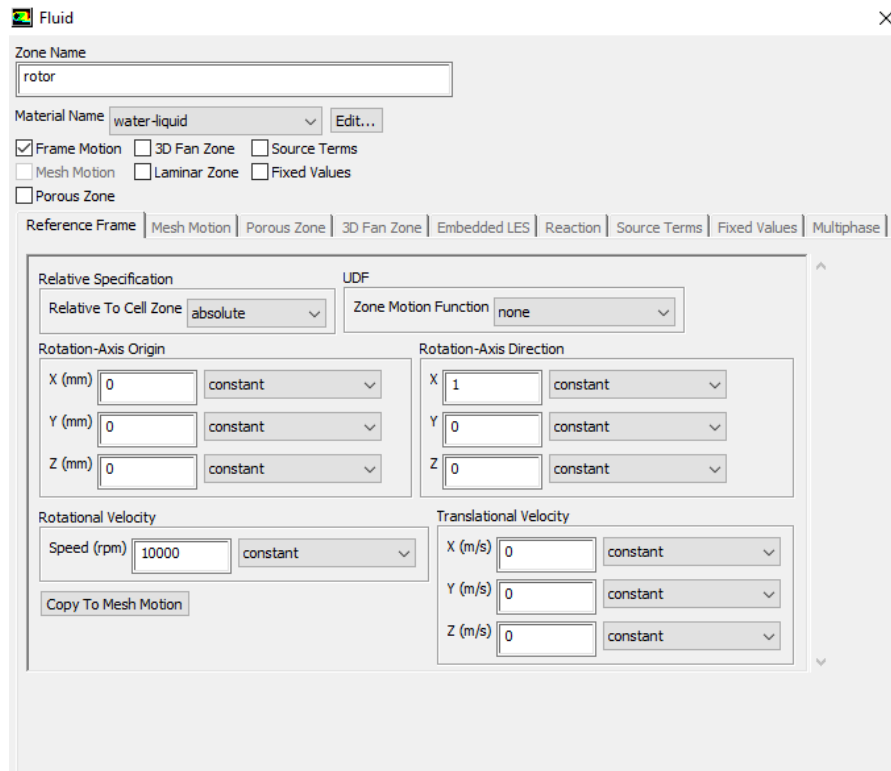 Fluid
Zone Name
rotor
Material Name water-liquid Edit...
Frame Motion 3D Fan Zone Source Terms
Mesh Motion Laminar Zone Fixed Values
Porous Zone
Reference Frame Mesh Motion Porous Zone 3D Fan Zone Embedded LES Reaction Source Terms Fixed Values Multiphase
Relative Specification UDF
Relative To Cell Zone absolute Zone Motion Function none
Rotation-Axis Origin Rotation-Axis Direction
X (mm) 0 constant X 1 constant
Y (mm) 0 constant Y 0 constant
Z (mm) 0 constant Z 0 constant
Rotational Velocity Translational Velocity
Speed (rpm) 10000 constant X (m/s) 0 constant
Copy To Mesh Motion Y (m/s) 0 constant
Z (m/s) 0 constant